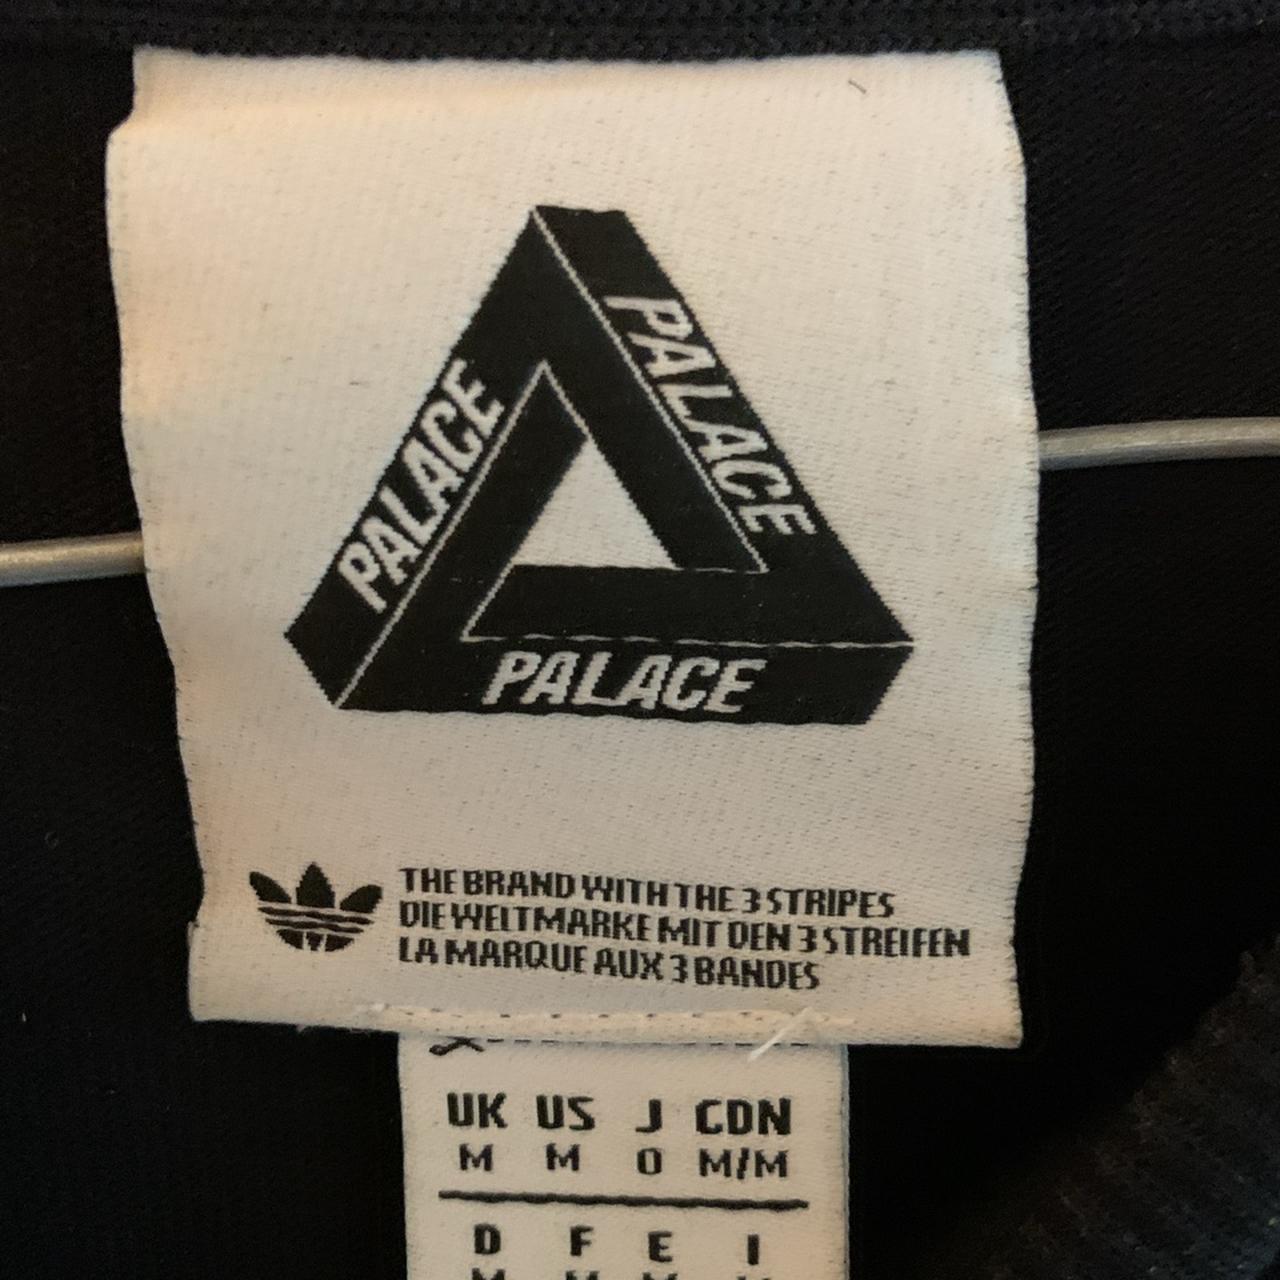 PALACE
PALACE
PALACE
THE BRAND WITH THE 3 STRIPES
DIE WELTMARKE MIT DEN 3 STREIFEN
LA MARQUE AUX 3 BANDES
UK US J CDN
M M O M/M
D F E I